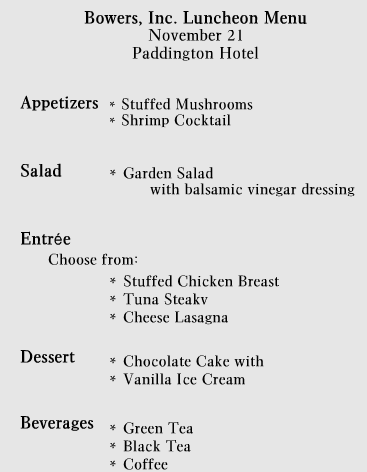 Bowers, Inc. Luncheon Menu
November 21
Paddington Hotel
Appetizers * Stuffed Mushrooms
* Shrimp Cocktail
Salad * Garden Salad
with balsamic vinegar dressing
Entrée
Choose from:
* Stuffed Chicken Breast
* Tuna Steakv
* Cheese Lasagna
Dessert * Chocolate Cake with
* Vanilla Ice Cream
Beverages * Green Tea
* Black Tea
* Coffee